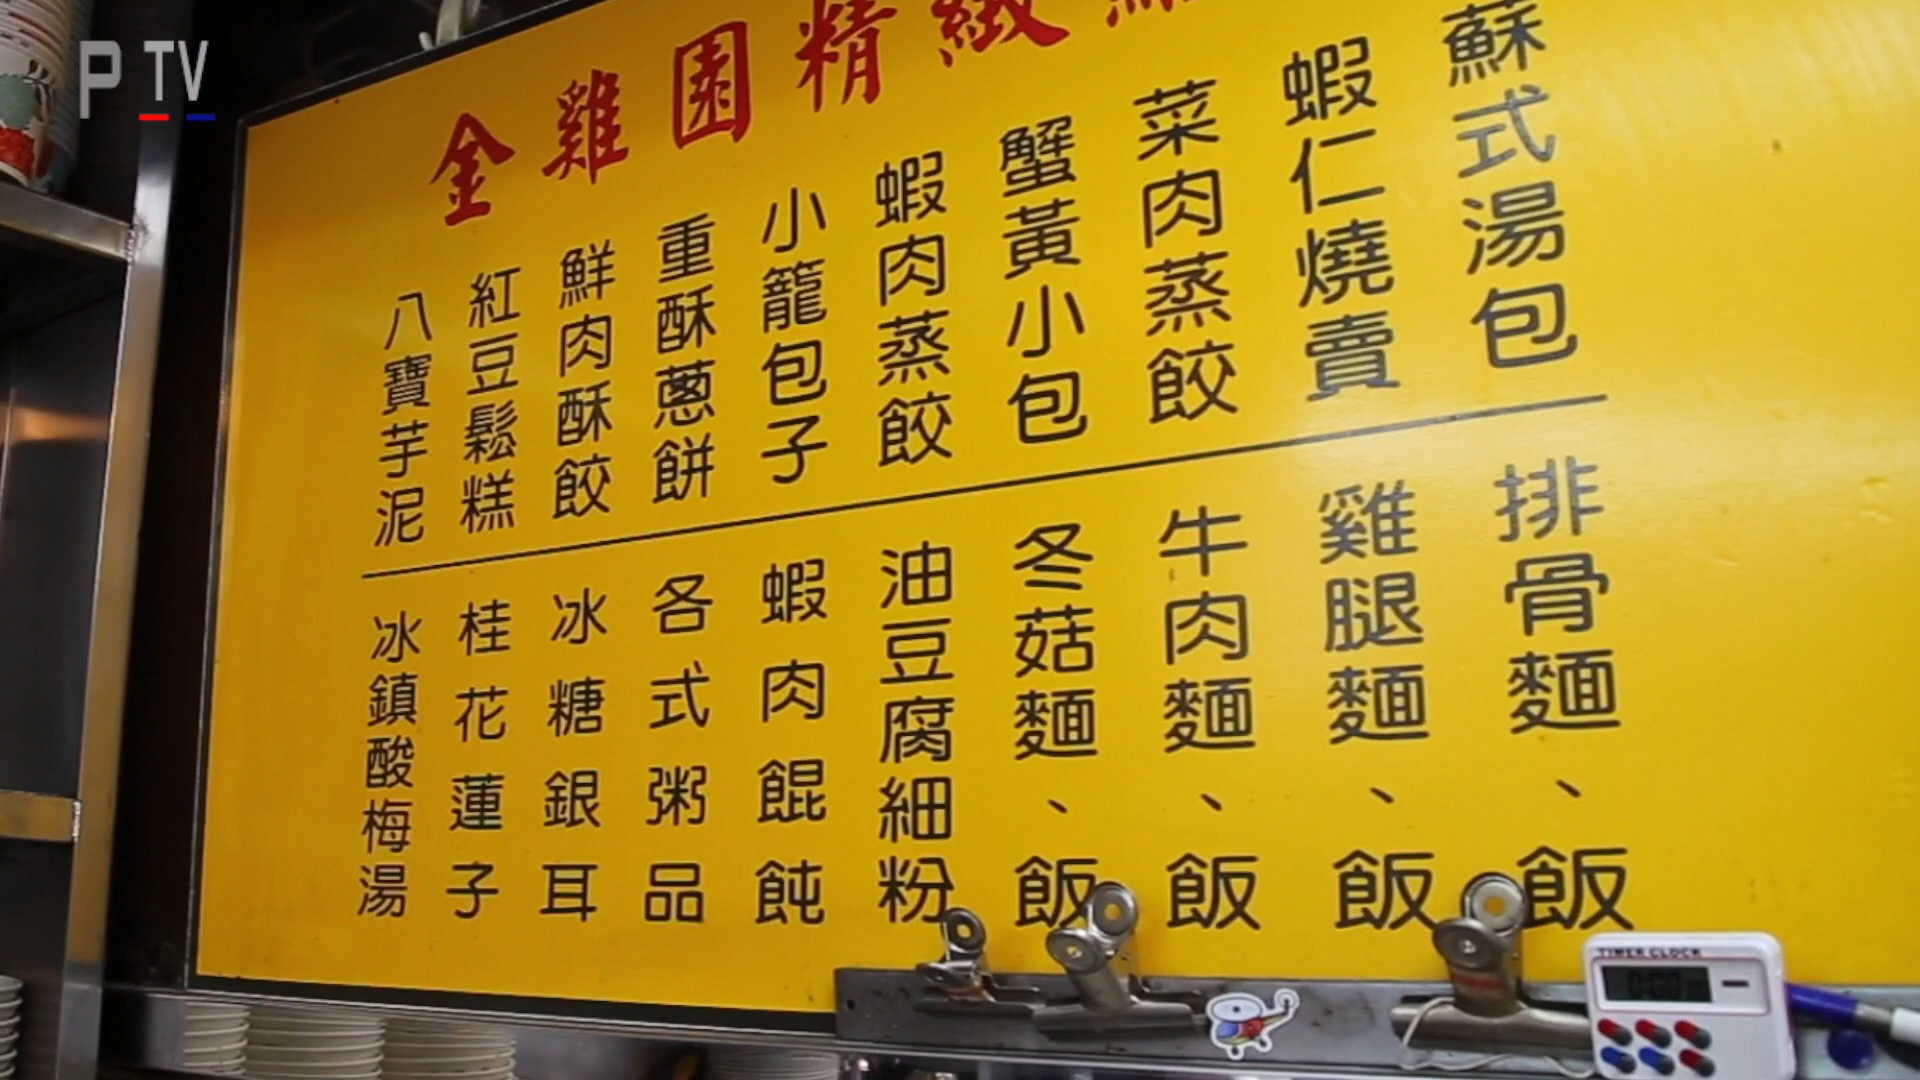 P TV
金雞園精緻
蘇式湯包
蝦仁燒賣
菜肉蒸餃
蟹黃小包
蝦肉蒸餃
小籠包子
重酥蔥餅
鮮肉酥餃
紅豆鬆糕
八寶芋泥
排骨麵、飯
雞腿麵、飯
牛肉麵、飯
冬菇麵、飯
油豆腐細粉
蝦肉餛飩
各式粥品
冰糖銀耳
桂花蓮子
冰鎮酸梅湯
TIMER CLOCK